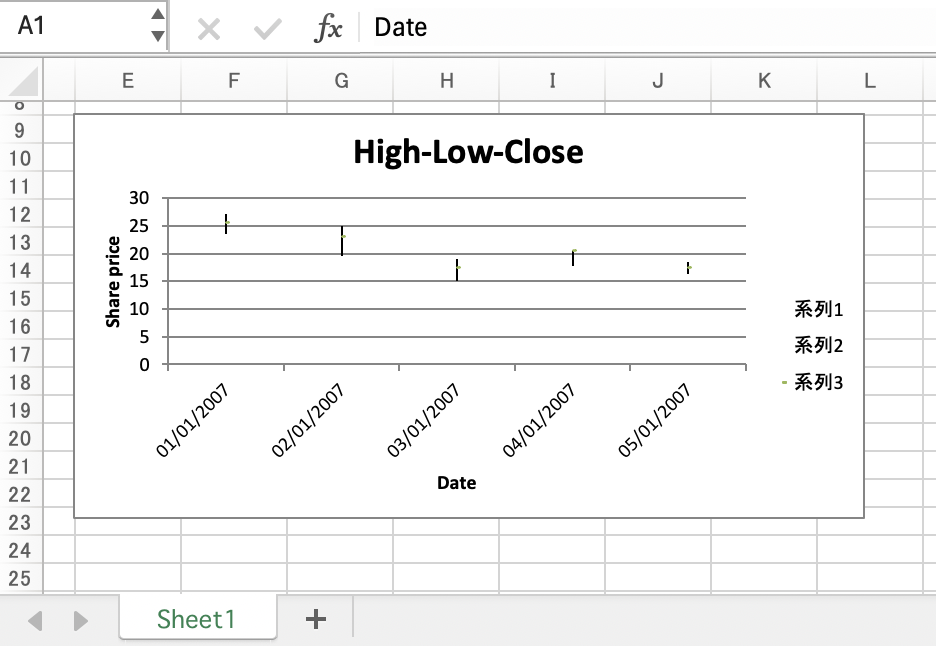 A1
fx Date
E F G H I J K L
8
9
10
11
12
13
14
15
16
17
18
19
20
21
22
23
24
25
High-Low-Close
Share price
30
25
20
15
10
5
0
01/01/2007 02/01/2007 03/01/2007 04/01/2007 05/01/2007
Date
系列1
系列2
系列3
Sheet1